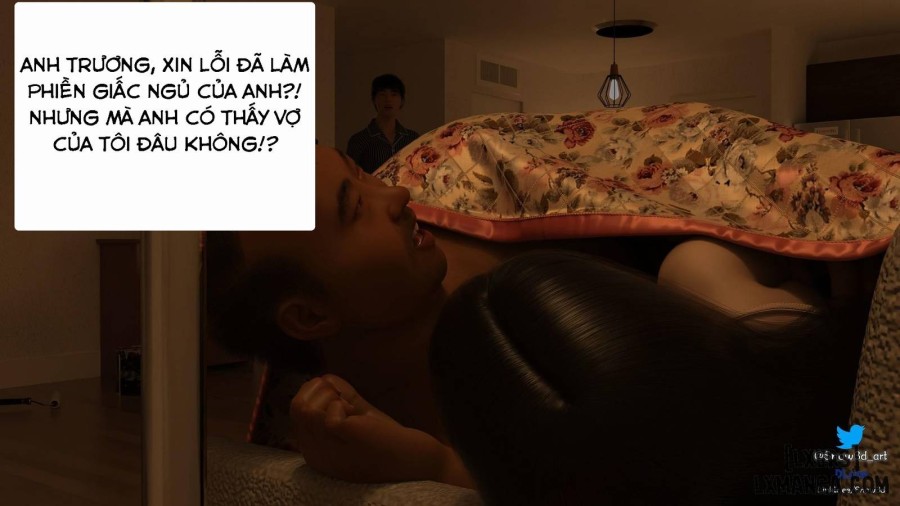 ANH TRƯƠNG, XIN LỖI ĐÃ LÀM
PHIỀN GIẤC NGỦ CỦA ANH?!
NHƯNG MÀ ANH CÓ THẤY VỢ
CỦA TÔI ĐÂU KHÔNG!?